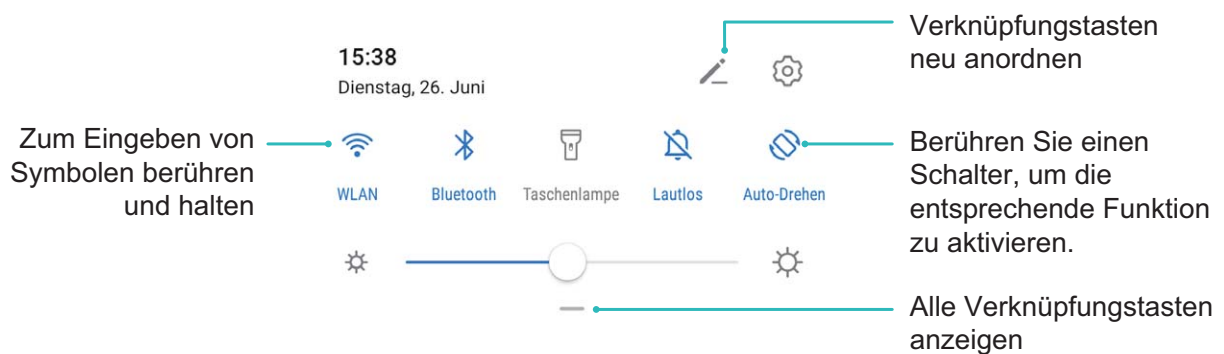 Verknüpfungstasten
neu anordnen
15:38
Dienstag, 26. Juni
Zum Eingeben von
Symbolen berühren
und halten
WLAN
Bluetooth
Taschenlampe
Lautlos
Auto-Drehen
Berühren Sie einen
Schalter, um die
entsprechende Funktion
zu aktivieren.
Alle Verknüpfungstasten
anzeigen